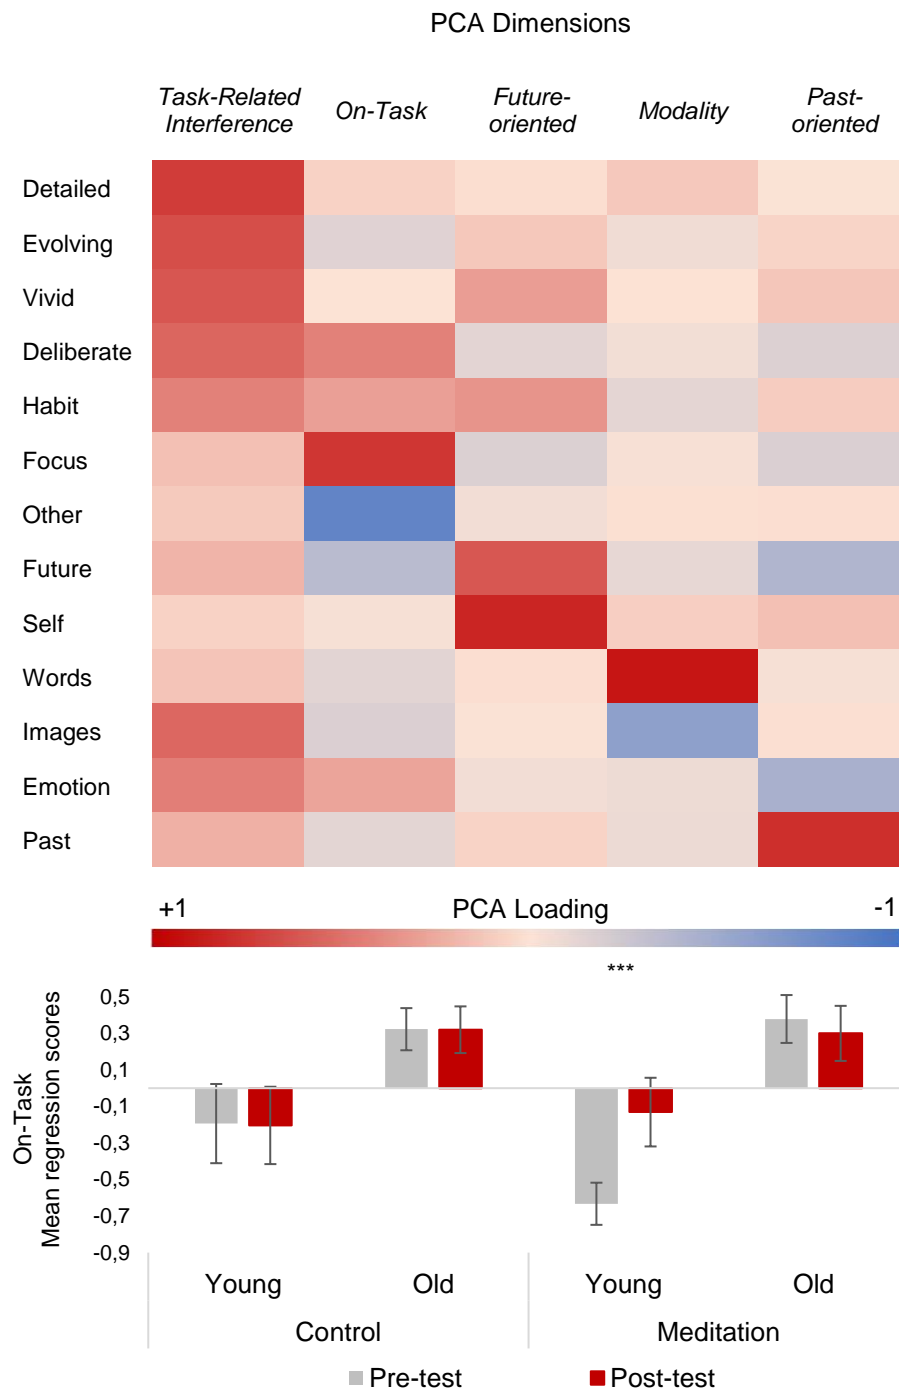 PCA Dimensions
Task-Related Interference
On-Task
Future-oriented
Modality
Past-oriented
Detailed
Evolving
Vivid
Deliberate
Habit
Focus
Other
Future
Self
Words
Images
Emotion
Past
+1 PCA Loading -1
***
On-Task
Mean regression scores
0,5
0,3
0,1
-0,1
-0,3
-0,5
-0,7
-0,9
Young Old Young Old
Control Meditation
Pre-test Post-test